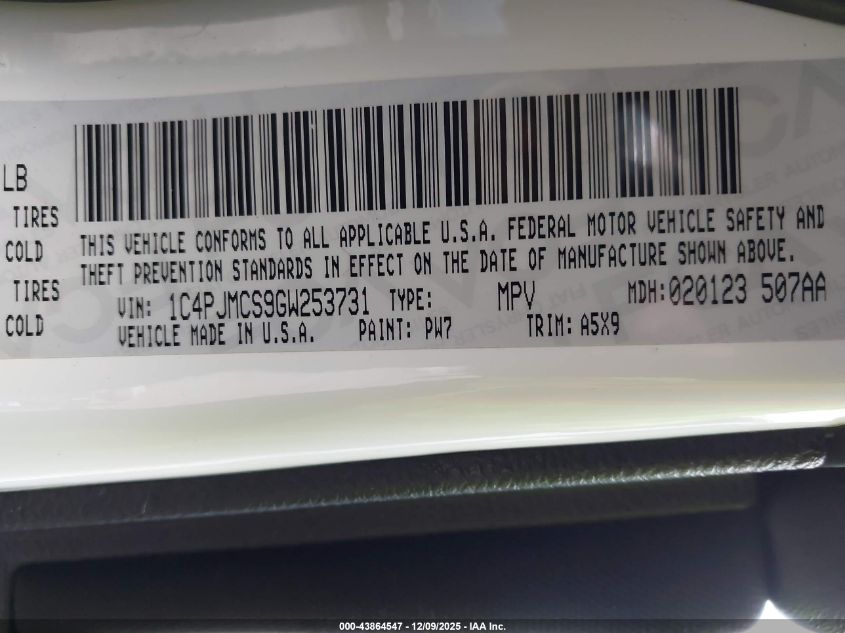 LB
TIRES
COLD
TIRES
COLD
THIS VEHICLE CONFORMS TO ALL APPLICABLE U.S.A. FEDERAL MOTOR VEHICLE SAFETY AND
THEFT PREVENTION STANDARDS IN EFFECT ON THE DATE OF MANUFACTURE SHOWN ABOVE.
VIN: 1C4PJMCS9GW253731 TYPE: MPV MDH:020123 507AA
VEHICLE MADE IN U.S.A. PAINT: PW7 TRIM: A5X9
000-43864547 - 12/09/2025 - IAA Inc.